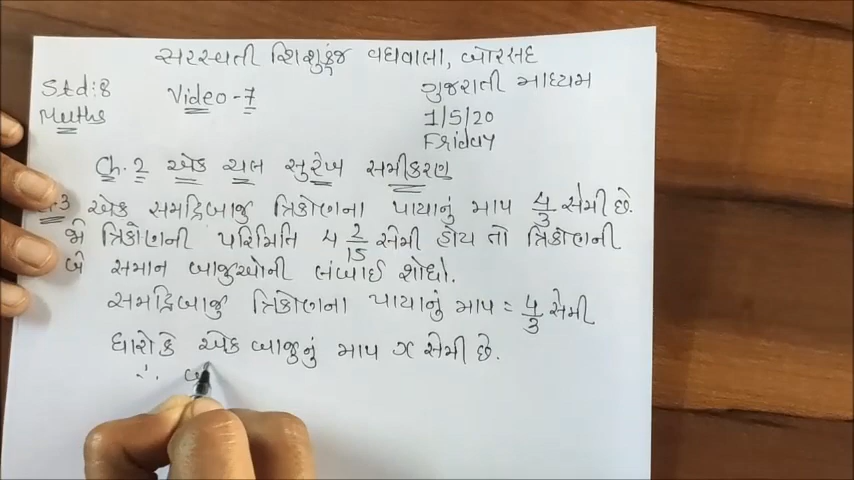 સરસ્વતી શિશુકુંજ વઘવાલા, બોરસદ
Std:8 Video-7 ગુજરાતી માધ્યમ
Maths 1/5/20
Friday
Ch.2 એક ચલ સુરેખ સમીકરણ
3 એક સમદ્વિબાજુ ત્રિકોણના પાયાનું માપ 4/3 સેમી છે.
જો ત્રિકોણની પરિમિતિ 4 2/15 સેમી હોય તો ત્રિકોણની
બે સમાન બાજુઓની લંબાઈ શોધો.
સમદ્વિબાજુ ત્રિકોણના પાયાનું માપ = 4/3 સેમી
ધારોકે એક બાજુનું માપ x સેમી છે.
∴